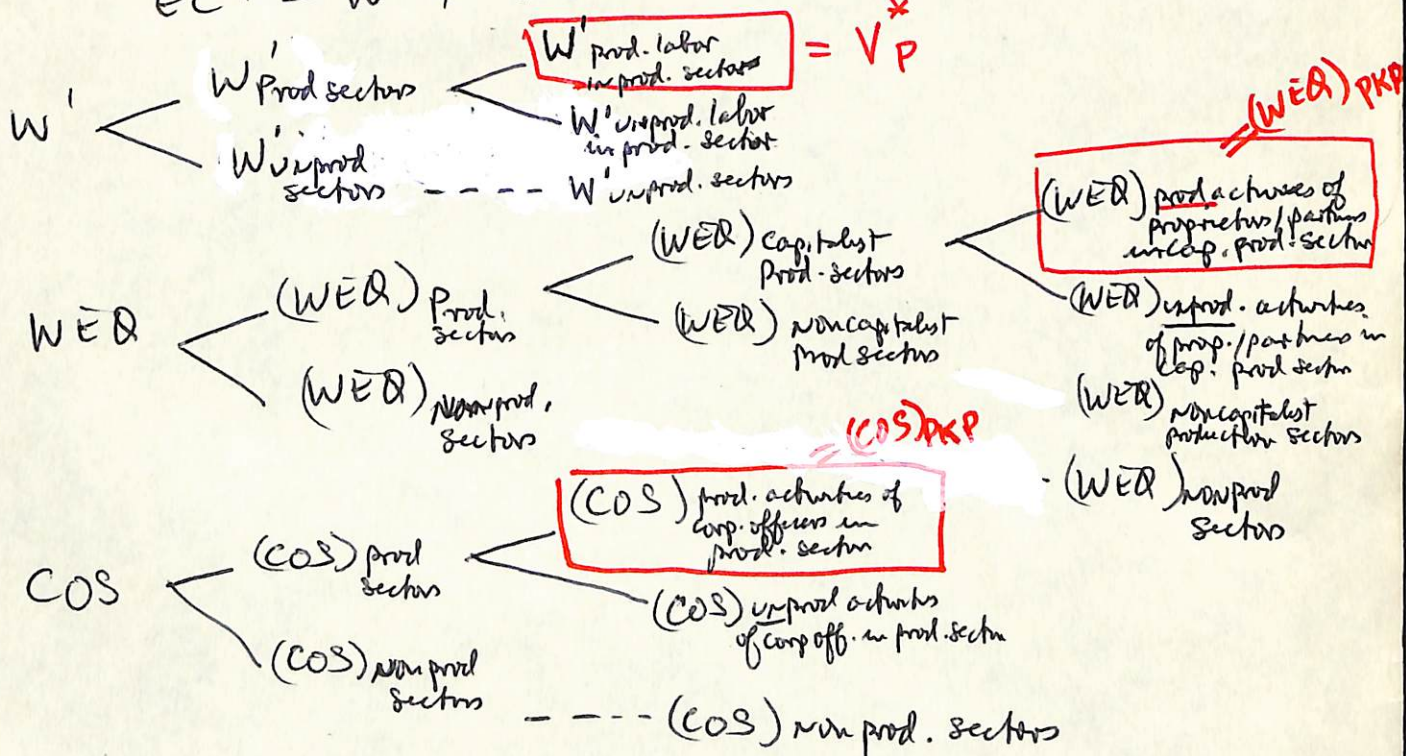 EC
W' prod. labor
in prod. sectors
= V*P
W' Prod sectors
W'
W' unprod. labor
in prod. sector
W' unprod
sectors
W' unprod. sectors
= (WEQ) PKP
(WEQ) prod. activities of
proprietors/partners
in cap. prod. sector
(WEQ) Capitalist
Prod. sectors
(WEQ) Prod.
sectors
WEQ
(WEQ) noncapitalist
prod sectors
(WEQ) unprod. activities
of prop./partners in
cap. prod sector
(WEQ) nonprod.
sectors
(WEQ) noncapitalist
production sectors
= (COS) PKP
(WEQ) nonprod
sectors
(COS) prod. activities of
corp. officers in
prod. sector
(COS) prod
sectors
COS
(COS) unprod activities
of corp off. in prod. sector
(COS) nonprod
sectors
(COS) non prod. sectors